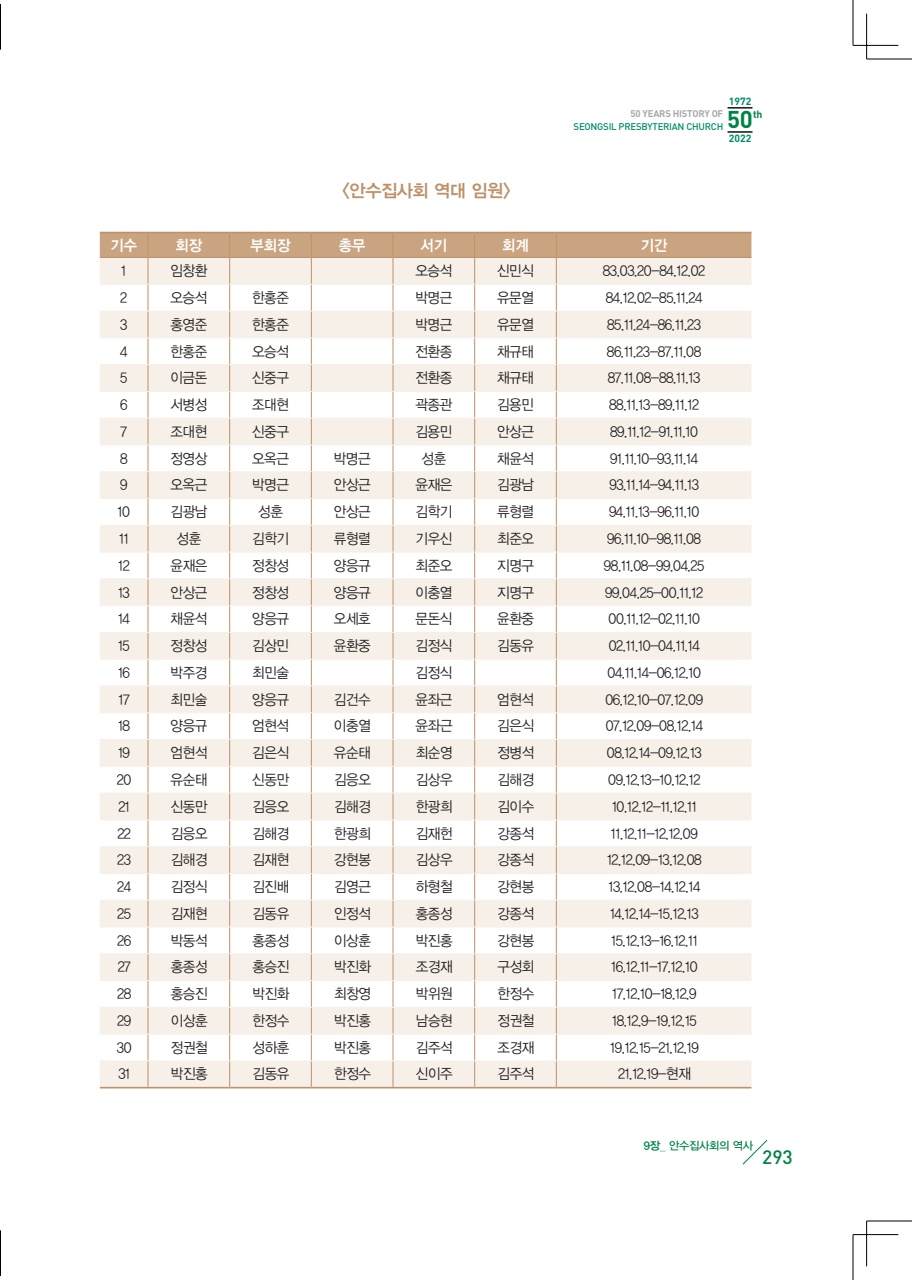 1972
50 YEARS HISTORY OF
SEONGSIL PRESBYTERIAN CHURCH
50th
2022
〈안수집사회 역대 임원〉
기수 회장 부회장 총무 서기 회계 기간
1 임창환 오승석 신민식 83.03.20-84.12.02
2 오승석 한홍준 박명근 유문열 84.12.02-85.11.24
3 홍영준 한홍준 박명근 유문열 85.11.24-86.11.23
4 한홍준 오승석 전환종 채규태 86.11.23-87.11.08
5 이금돈 신중구 전환종 채규태 87.11.08-88.11.13
6 서병성 조대현 곽종관 김용민 88.11.13-89.11.12
7 조대현 신중구 김용민 안상근 89.11.12-91.11.10
8 정영상 오옥근 박명근 성훈 채윤석 91.11.10-93.11.14
9 오옥근 박명근 안상근 윤재은 김광남 93.11.14-94.11.13
10 김광남 성훈 안상근 김학기 류형렬 94.11.13-96.11.10
11 성훈 김학기 류형렬 기우신 최준오 96.11.10-98.11.08
12 윤재은 정창성 양응규 최준오 지명구 98.11.08-99.04.25
13 안상근 정창성 양응규 이충열 지명구 99.04.25-00.11.12
14 채윤석 양응규 오세호 문돈식 윤환중 00.11.12-02.11.10
15 정창성 김상민 윤환중 김정식 김동유 02.11.10-04.11.14
16 박주경 최민술 김정식 04.11.14-06.12.10
17 최민술 양응규 김건수 윤좌근 엄현석 06.12.10-07.12.09
18 양응규 엄현석 이충열 윤좌근 김은식 07.12.09-08.12.14
19 엄현석 김은식 유순태 최순영 정병석 08.12.14-09.12.13
20 유순태 신동만 김응오 김상우 김해경 09.12.13-10.12.12
21 신동만 김응오 김해경 한광희 김이수 10.12.12-11.12.11
22 김응오 김해경 한광희 김재헌 강종석 11.12.11-12.12.09
23 김해경 김재현 강현봉 김상우 강종석 12.12.09-13.12.08
24 김정식 김진배 김영근 하형철 강현봉 13.12.08-14.12.14
25 김재현 김동유 인정석 홍종성 강종석 14.12.14-15.12.13
26 박동석 홍종성 이상훈 박진홍 강현봉 15.12.13-16.12.11
27 홍종성 홍승진 박진화 조경재 구성회 16.12.11-17.12.10
28 홍승진 박진화 최창영 박위원 한정수 17.12.10-18.12.9
29 이상훈 한정수 박진홍 남승현 정권철 18.12.9-19.12.15
30 정권철 성하훈 박진홍 김주석 조경재 19.12.15-21.12.19
31 박진홍 김동유 한정수 신이주 김주석 21.12.19-현재
9장_ 안수집사회의 역사 293